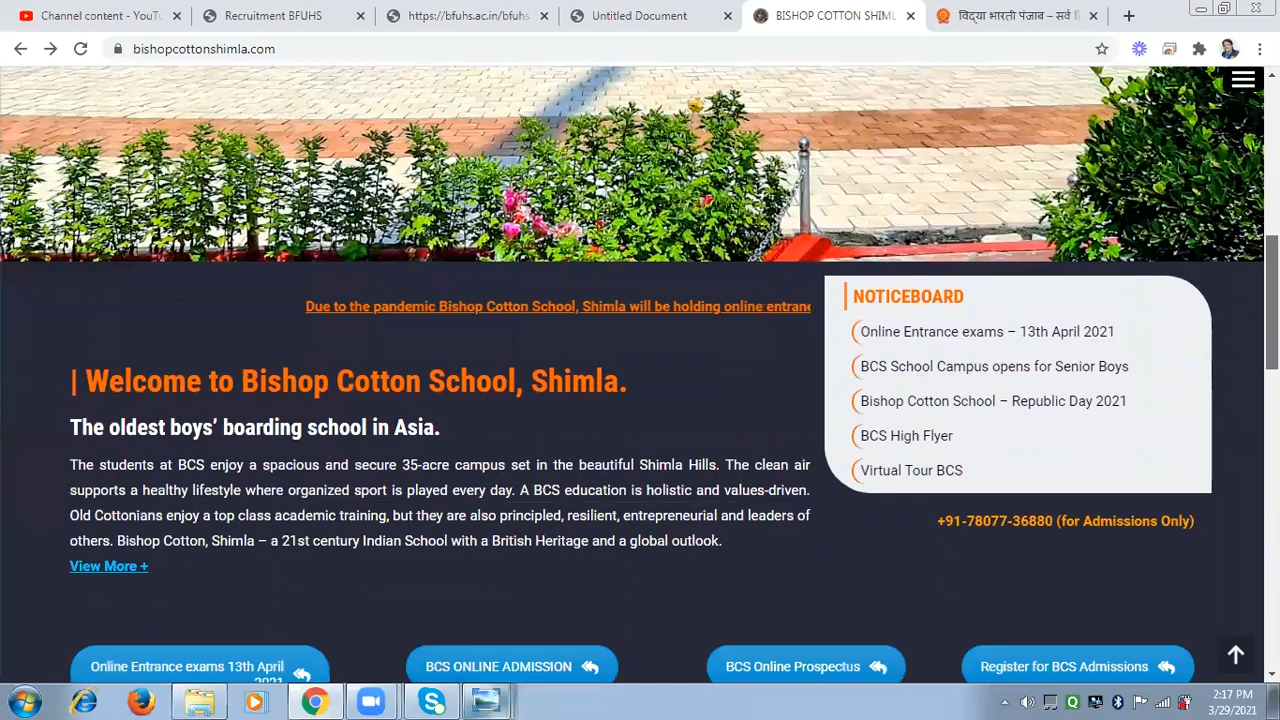 Channel content - YouTu
Recruitment BFUHS
https://bfuhs.ac.in/bfuhs
Untitled Document
BISHOP COTTON SHIML
विद्या भारती पंजाब – सर्व
bishopcottonshimla.com
Due to the pandemic Bishop Cotton School, Shimla will be holding online entranc
NOTICEBOARD
Online Entrance exams – 13th April 2021
BCS School Campus opens for Senior Boys
Bishop Cotton School – Republic Day 2021
BCS High Flyer
Virtual Tour BCS
+91-78077-36880 (for Admissions Only)
| Welcome to Bishop Cotton School, Shimla.
The oldest boys’ boarding school in Asia.
The students at BCS enjoy a spacious and secure 35-acre campus set in the beautiful Shimla Hills. The clean air
supports a healthy lifestyle where organized sport is played every day. A BCS education is holistic and values-driven.
Old Cottonians enjoy a top class academic training, but they are also principled, resilient, entrepreneurial and leaders of
others. Bishop Cotton, Shimla – a 21st century Indian School with a British Heritage and a global outlook.
View More +
Online Entrance exams 13th April
2021
BCS ONLINE ADMISSION
BCS Online Prospectus
Register for BCS Admissions
2:17 PM
3/29/2021